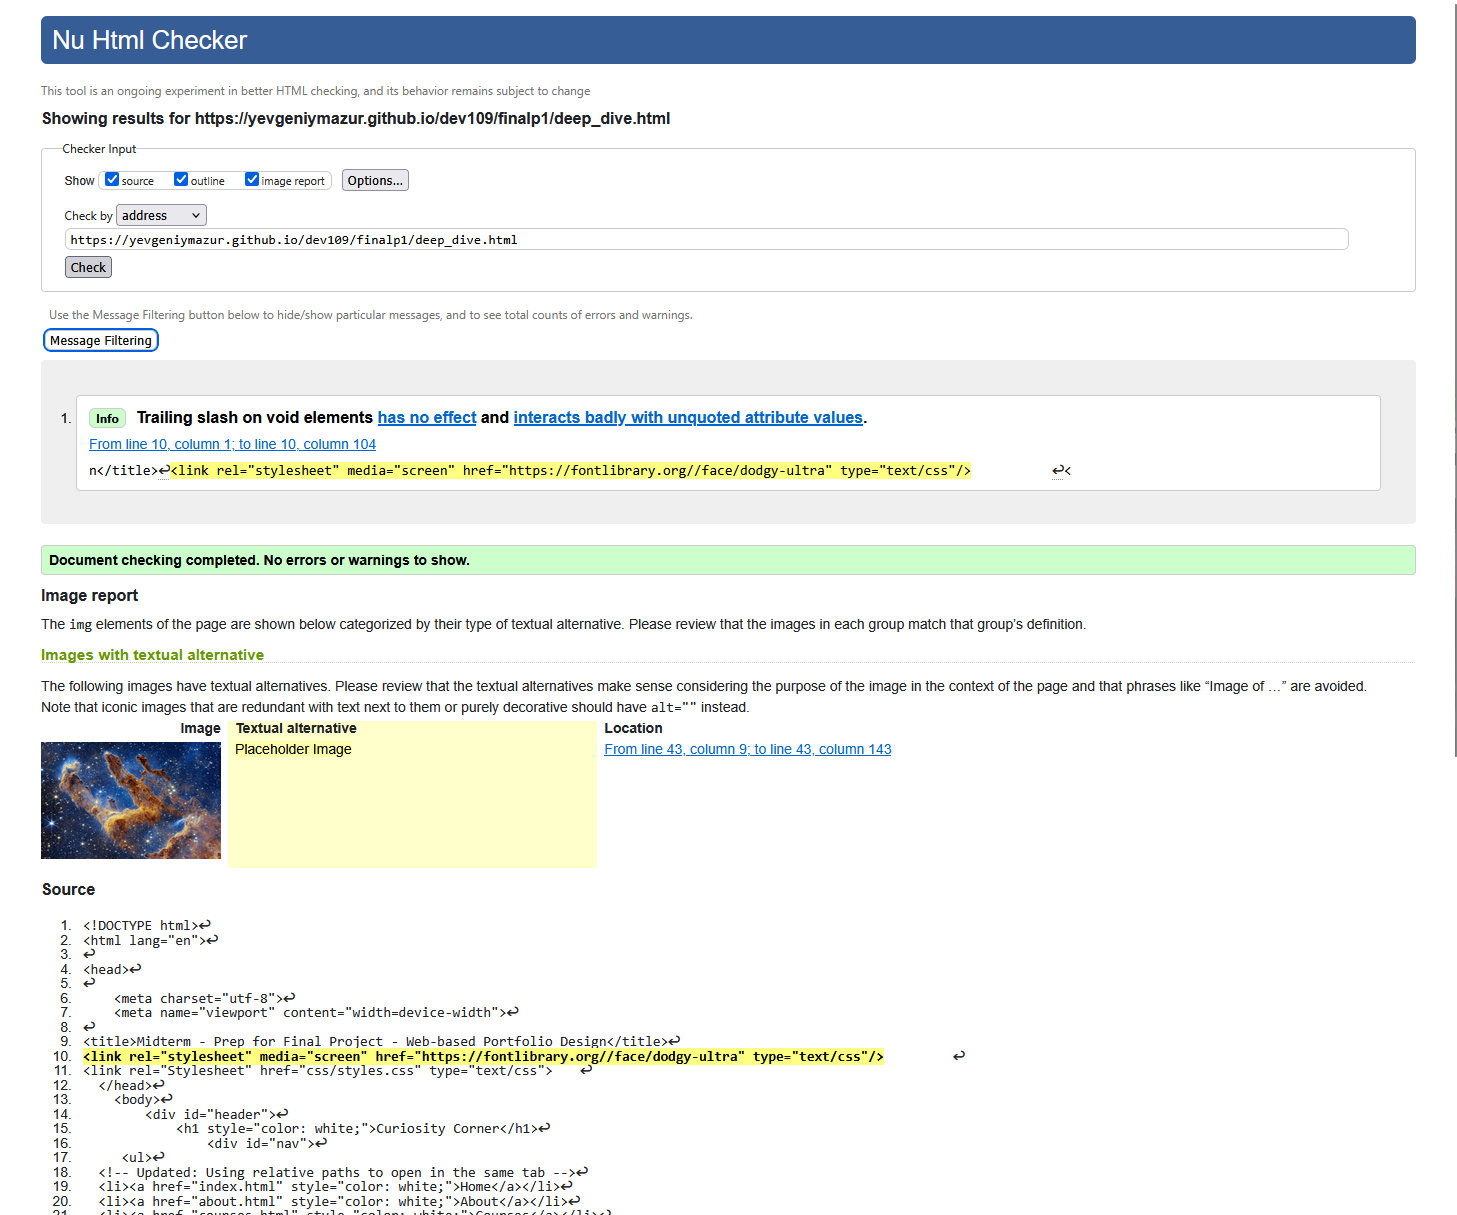 Nu Html Checker
This tool is an ongoing experiment in better HTML checking, and its behavior remains subject to change
Showing results for https://yevgeniymazur.github.io/dev109/finalp1/deep_dive.html
Checker Input
Show source outline image report Options...
Check by address
https://yevgeniymazur.github.io/dev109/finalp1/deep_dive.html
Check
Use the Message Filtering button below to hide/show particular messages, and to see total counts of errors and warnings.
Message Filtering
1. Info Trailing slash on void elements has no effect and interacts badly with unquoted attribute values.
From line 10, column 1; to line 10, column 104
n</title>↩<link rel="stylesheet" media="screen" href="https://fontlibrary.org//face/dodgy-ultra" type="text/css"/> ↩<
Document checking completed. No errors or warnings to show.
Image report
The img elements of the page are shown below categorized by their type of textual alternative. Please review that the images in each group match that group’s definition.
Images with textual alternative
The following images have textual alternatives. Please review that the textual alternatives make sense considering the purpose of the image in the context of the page and that phrases like “Image of …” are avoided.
Note that iconic images that are redundant with text next to them or purely decorative should have alt="" instead.
Image Textual alternative Location
Placeholder Image From line 43, column 9; to line 43, column 143
Source
1. <!DOCTYPE html>↩
2. <html lang="en">↩
3. ↩
4. <head>↩
5. ↩
6. <meta charset="utf-8">↩
7. <meta name="viewport" content="width=device-width">↩
8. ↩
9. <title>Midterm - Prep for Final Project - Web-based Portfolio Design</title>↩
10. <link rel="stylesheet" media="screen" href="https://fontlibrary.org//face/dodgy-ultra" type="text/css"/> ↩
11. <link rel="Stylesheet" href="css/styles.css" type="text/css"> ↩
12. </head>↩
13. <body>↩
14. <div id="header">↩
15. <h1 style="color: white;">Curiosity Corner</h1>↩
16. <div id="nav">↩
17. <ul>↩
18. <!-- Updated: Using relative paths to open in the same tab -->↩
19. <li><a href="index.html" style="color: white;">Home</a></li>↩
20. <li><a href="about.html" style="color: white;">About</a></li>↩
21. <li><a href="courses.html" style="color: white;">Courses</a></li>↩